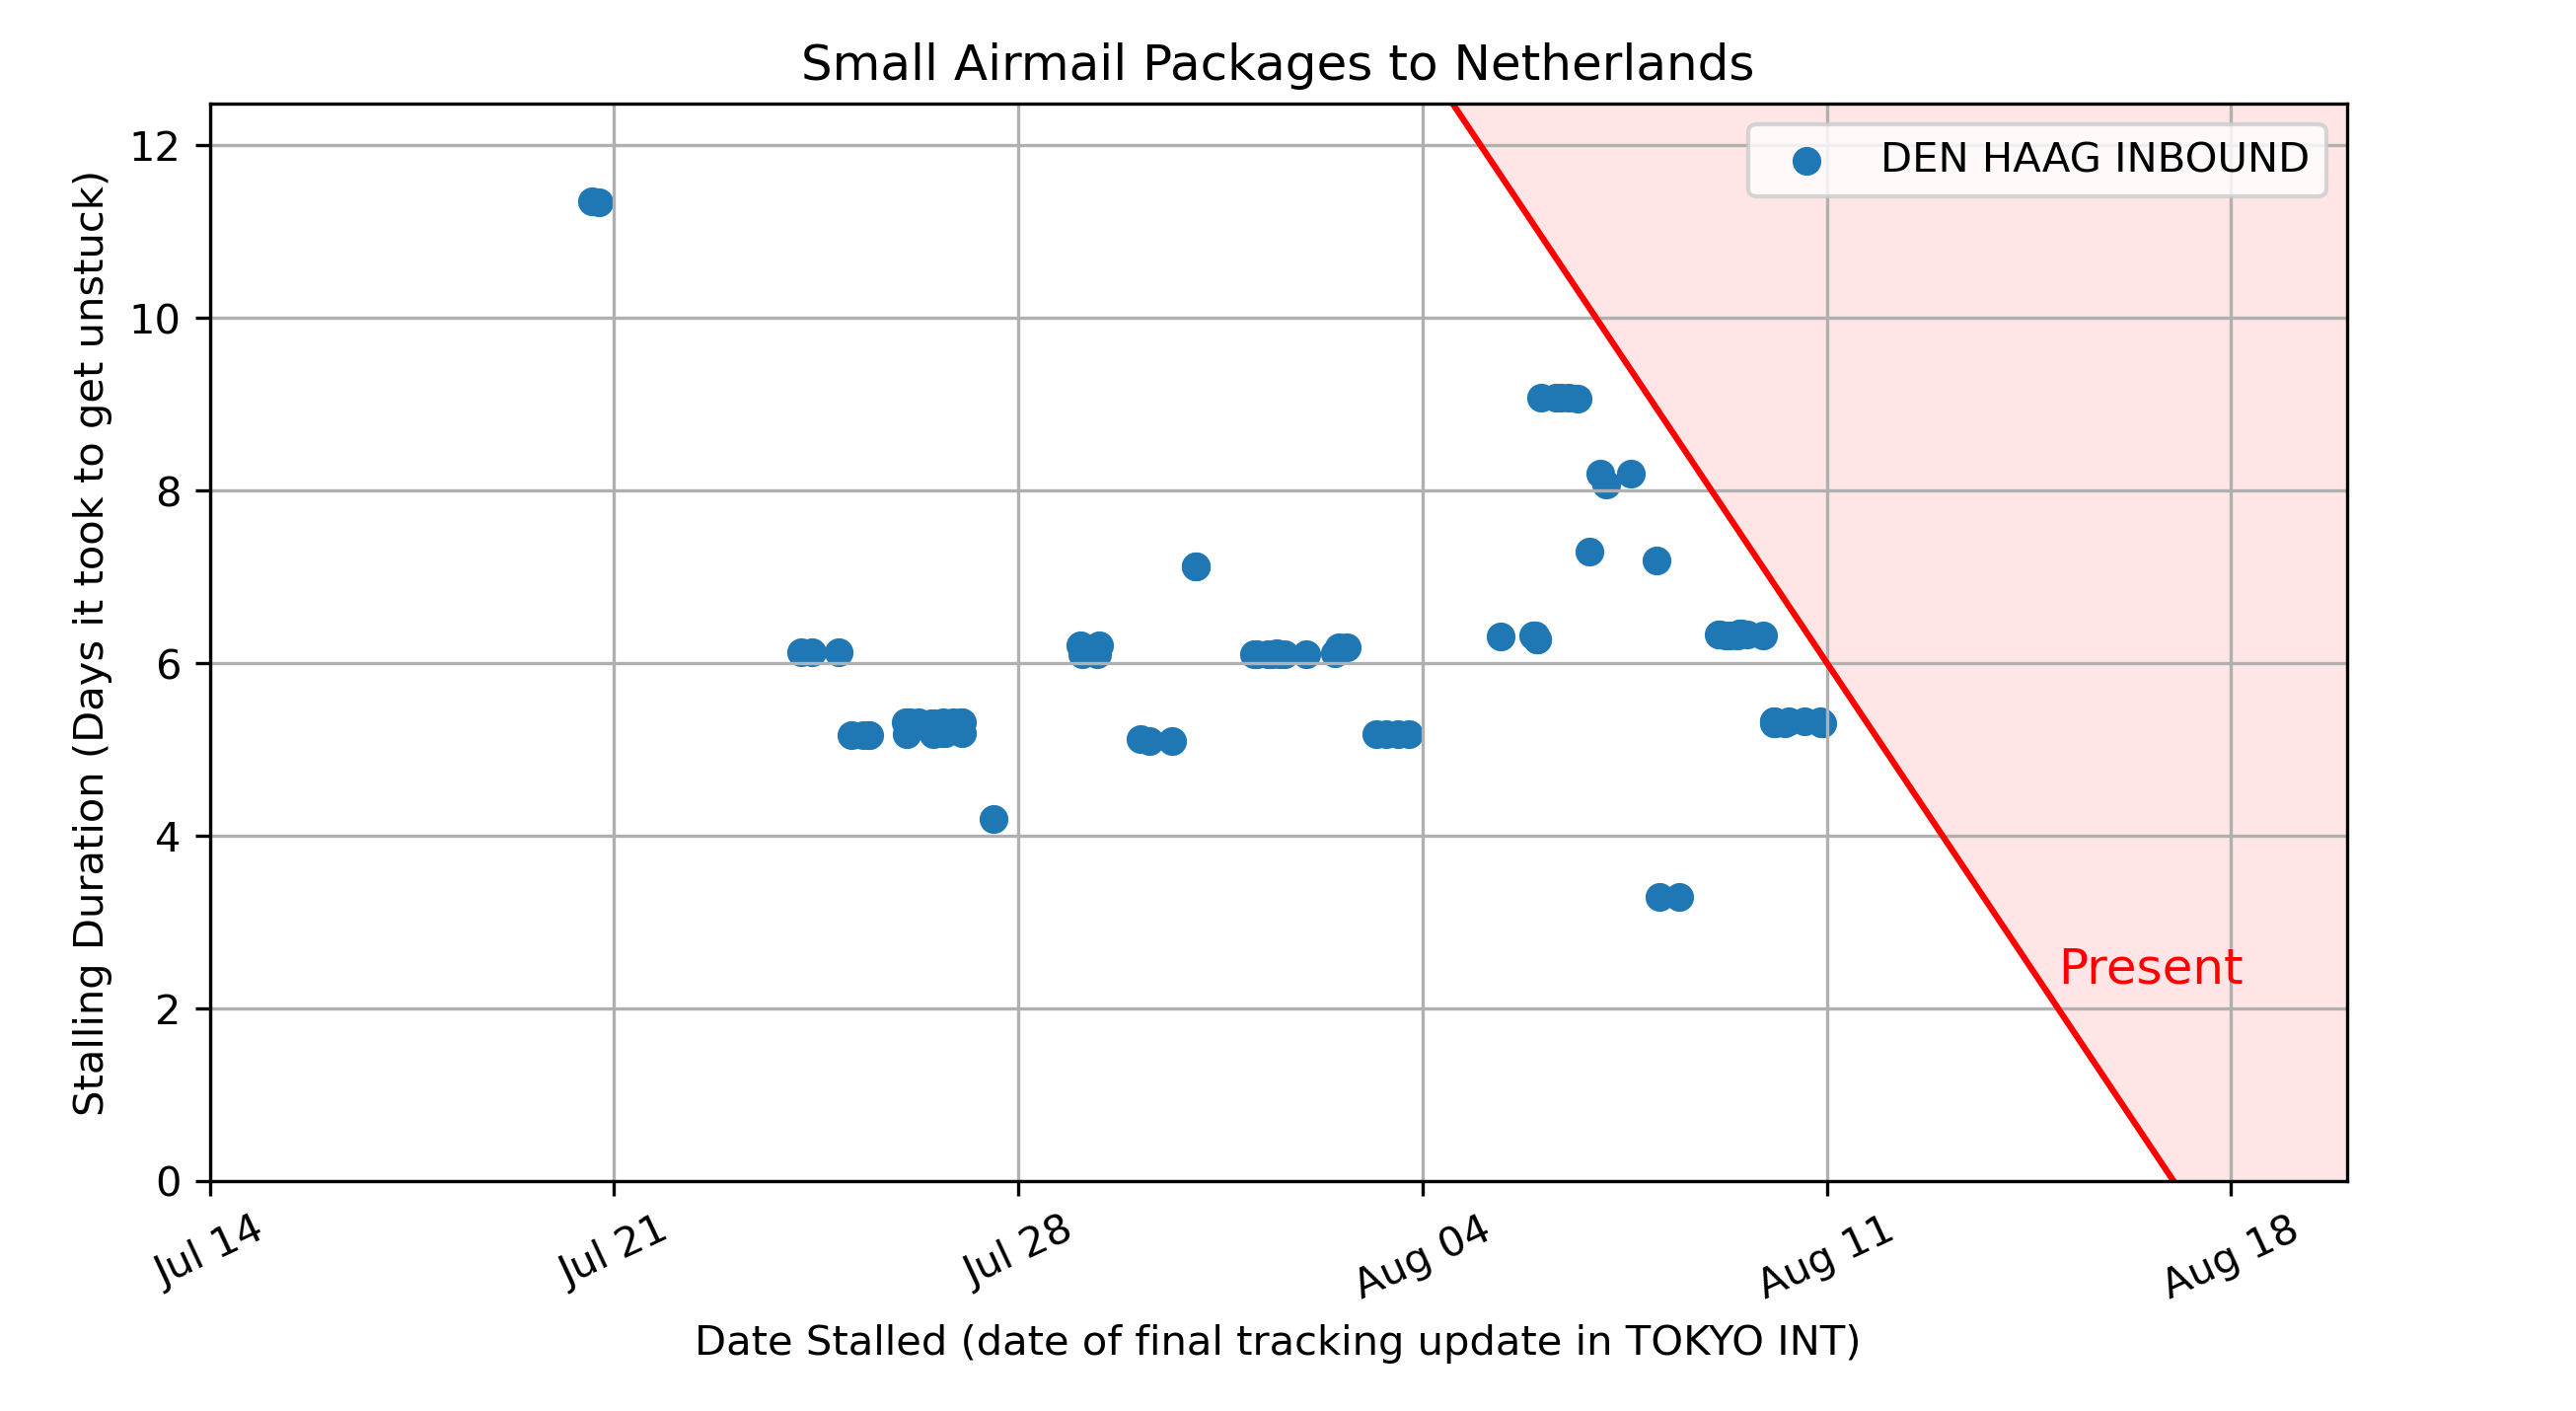 Small Airmail Packages to Netherlands
DEN HAAG INBOUND
Present
Stalling Duration (Days it took to get unstuck)
12
10
8
6
4
2
0
Jul 14
Jul 21
Jul 28
Aug 04
Aug 11
Aug 18
Date Stalled (date of final tracking update in TOKYO INT)